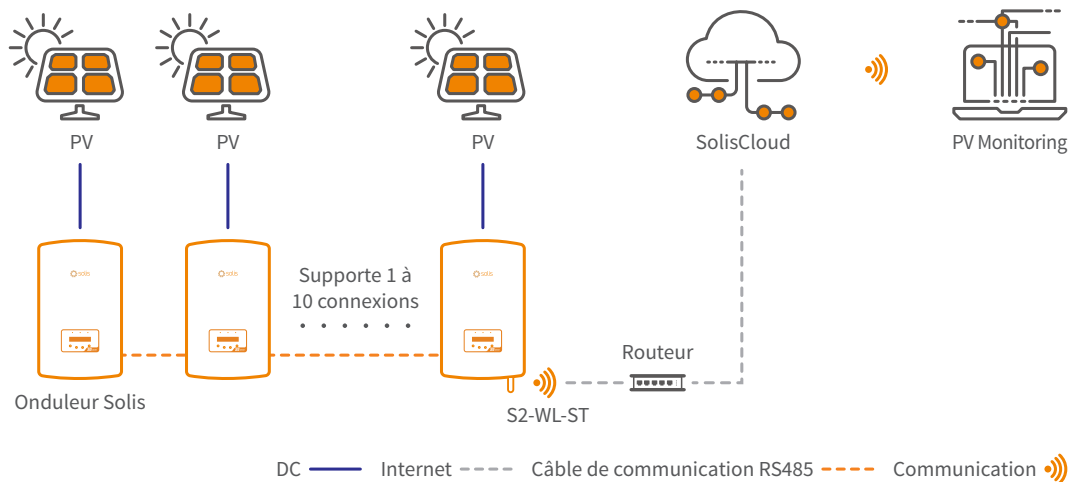 PV
PV
PV
SolisCloud
PV Monitoring
solis
solis
solis
Supporte 1 à
10 connexions
Routeur
Onduleur Solis
S2-WL-ST
DC
Internet
Câble de communication RS485
Communication